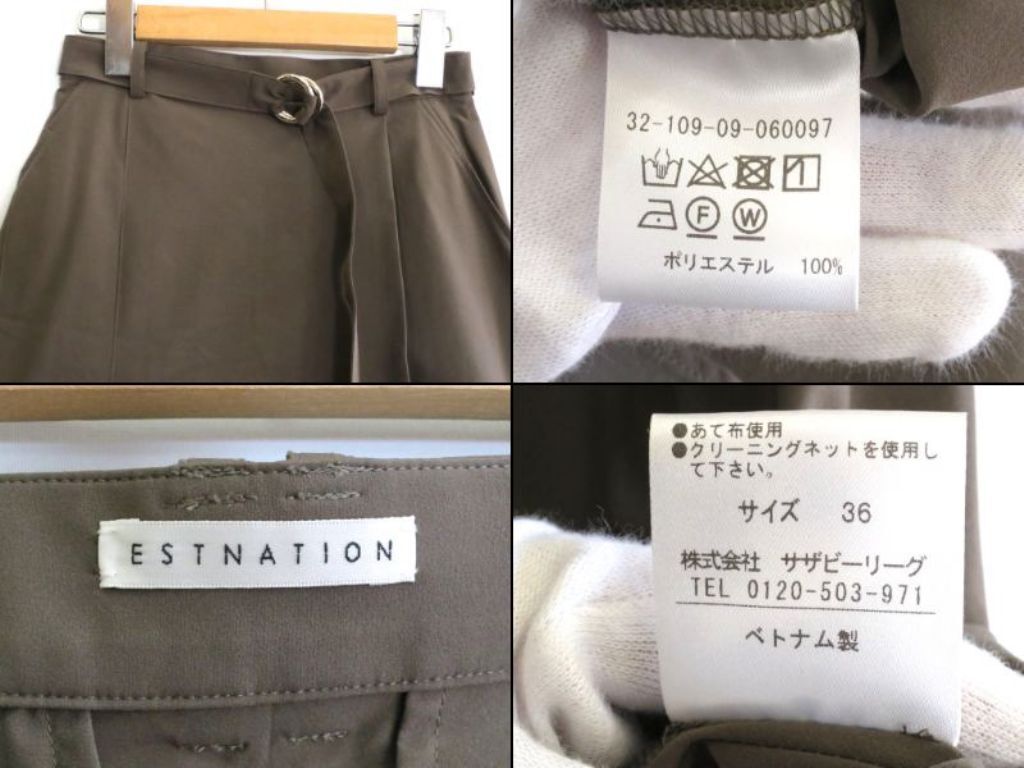 32-109-09-060097
F W
ポリエステル 100%
ESTNATION
●あて布使用
●クリーニングネットを使用し
て下さい。
サイズ 36
株式会社 サザビーリーグ
TEL 0120-503-971
ベトナム製